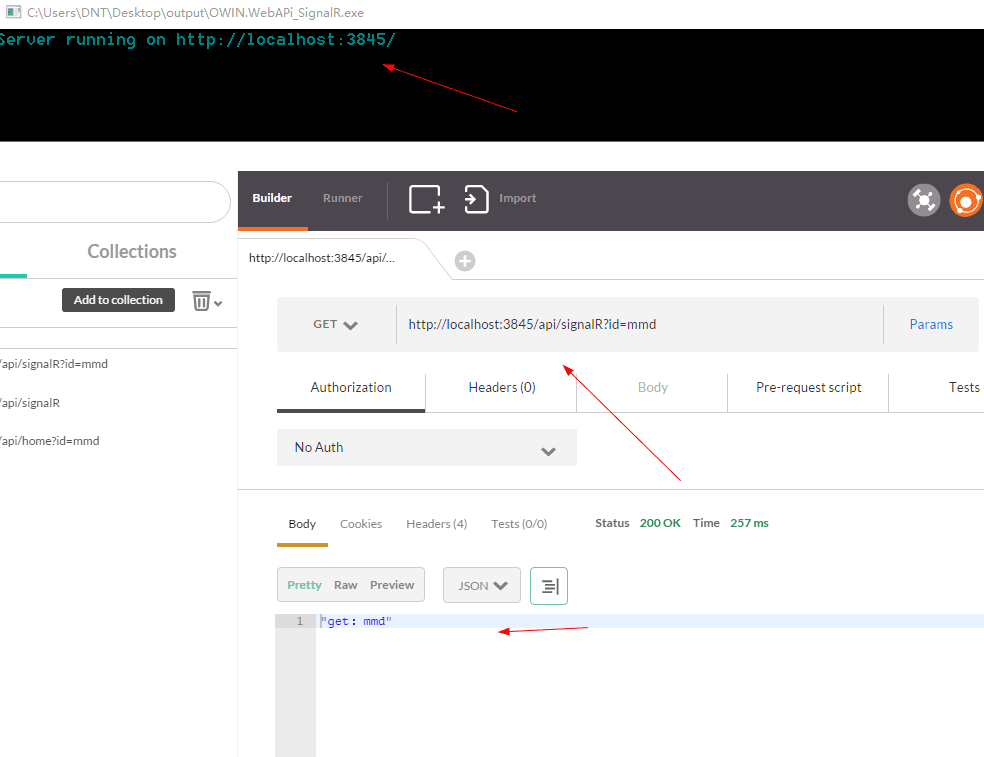 C:\Users\DNT\Desktop\output\OWIN.WebAPi_SignalR.exe
Server running on http://localhost:3845/
Builder Runner Import
Collections
http://localhost:3845/api/...
Add to collection
GET http://localhost:3845/api/signalR?id=mmd Params
/api/signalR?id=mmd
/api/signalR
/api/home?id=mmd
Authorization Headers (0) Body Pre-request script Tests
No Auth
Body Cookies Headers (4) Tests (0/0) Status 200 OK Time 257 ms
Pretty Raw Preview JSON
1 "get: mmd"